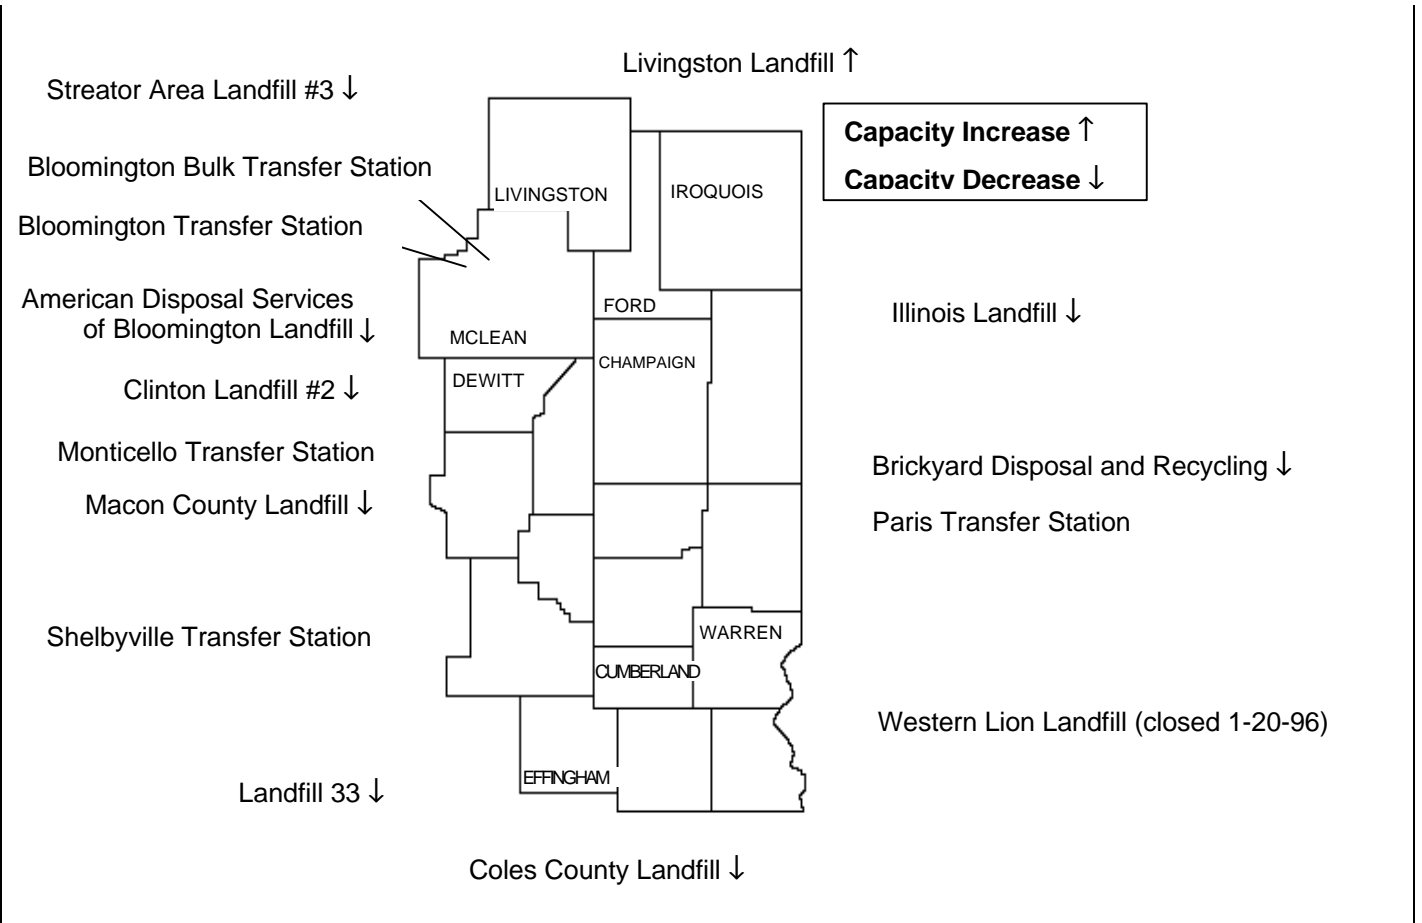 Livingston Landfill ↑
Streator Area Landfill #3 ↓
Capacity Increase ↑
Capacity Decrease ↓
Bloomington Bulk Transfer Station
LIVINGSTON
IROQUOIS
Bloomington Transfer Station
American Disposal Services
of Bloomington Landfill ↓
FORD
Illinois Landfill ↓
MCLEAN
CHAMPAIGN
DEWITT
Clinton Landfill #2 ↓
Monticello Transfer Station
Brickyard Disposal and Recycling ↓
Macon County Landfill ↓
Paris Transfer Station
Shelbyville Transfer Station
WARREN
CUMBERLAND
Western Lion Landfill (closed 1-20-96)
EFFINGHAM
Landfill 33 ↓
Coles County Landfill ↓